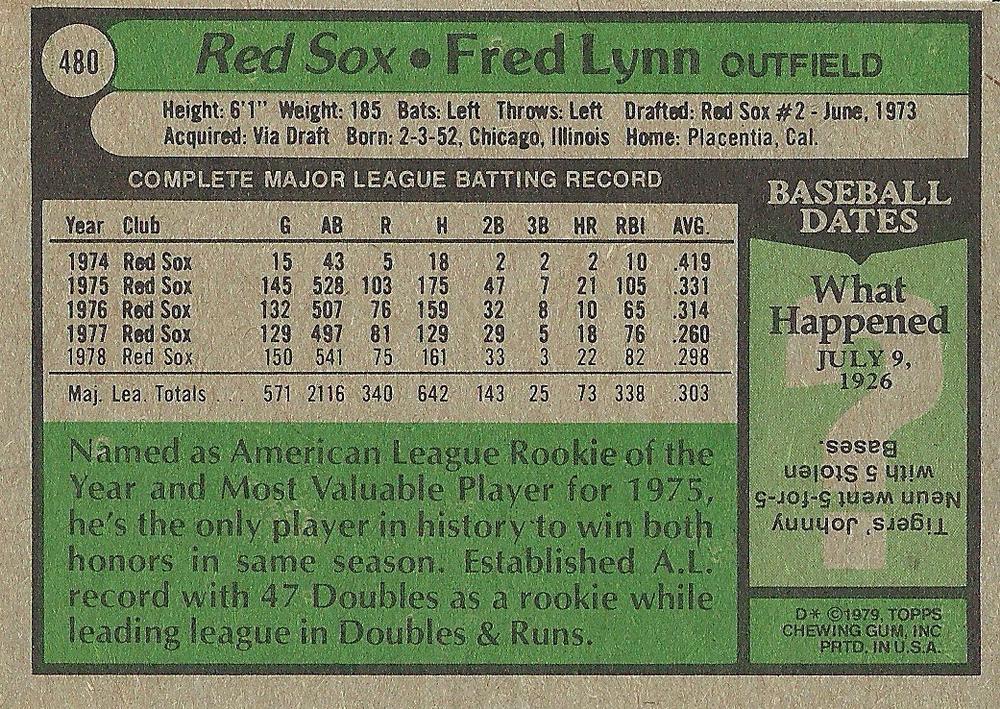 480
Red Sox • Fred Lynn OUTFIELD
Height: 6'1" Weight: 185 Bats: Left Throws: Left Drafted: Red Sox #2 - June, 1973
Acquired: Via Draft Born: 2-3-52, Chicago, Illinois Home: Placentia, Cal.
COMPLETE MAJOR LEAGUE BATTING RECORD
Year Club G AB R H 2B 3B HR RBI AVG.
1974 Red Sox 15 43 5 18 2 2 2 10 .419
1975 Red Sox 145 528 103 175 47 7 21 105 .331
1976 Red Sox 132 507 76 159 32 8 10 65 .314
1977 Red Sox 129 497 81 129 29 5 18 76 .260
1978 Red Sox 150 541 75 161 33 3 22 82 .298
Maj. Lea. Totals .... 571 2116 340 642 143 25 73 338 .303
Named as American League Rookie of the
Year and Most Valuable Player for 1975,
he's the only player in history to win both
honors in same season. Established A.L.
record with 47 Doubles as a rookie while
leading league in Doubles & Runs.
BASEBALL
DATES
What
Happened
JULY 9,
1926
?
Tigers' Johnny
Neun went 5-for-5
with 5 Stolen
Bases.
D* ©1979, TOPPS
CHEWING GUM, INC
PRTD. IN U.S.A.